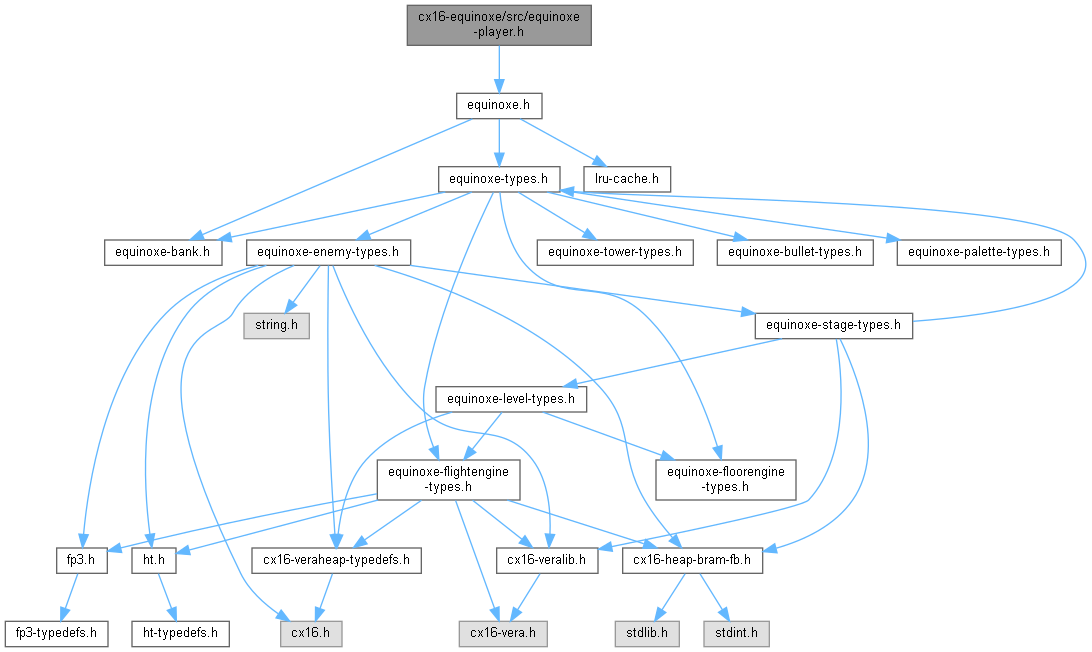 cx16-equinoxe/src/equinoxe
-player.h
equinoxe.h
equinoxe-types.h
lru-cache.h
equinoxe-bank.h
equinoxe-enemy-types.h
equinoxe-tower-types.h
equinoxe-bullet-types.h
equinoxe-palette-types.h
string.h
equinoxe-stage-types.h
equinoxe-level-types.h
equinoxe-flightengine
-types.h
equinoxe-floorengine
-types.h
fp3.h
ht.h
cx16-veraheap-typedefs.h
cx16-veralib.h
cx16-heap-bram-fb.h
fp3-typedefs.h
ht-typedefs.h
cx16.h
cx16-vera.h
stdlib.h
stdint.h